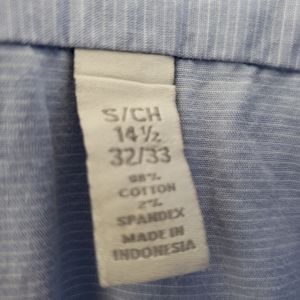 S/CH
14½
32/33
98%
COTTON
2%
SPANDEX
MADE IN
INDONESIA